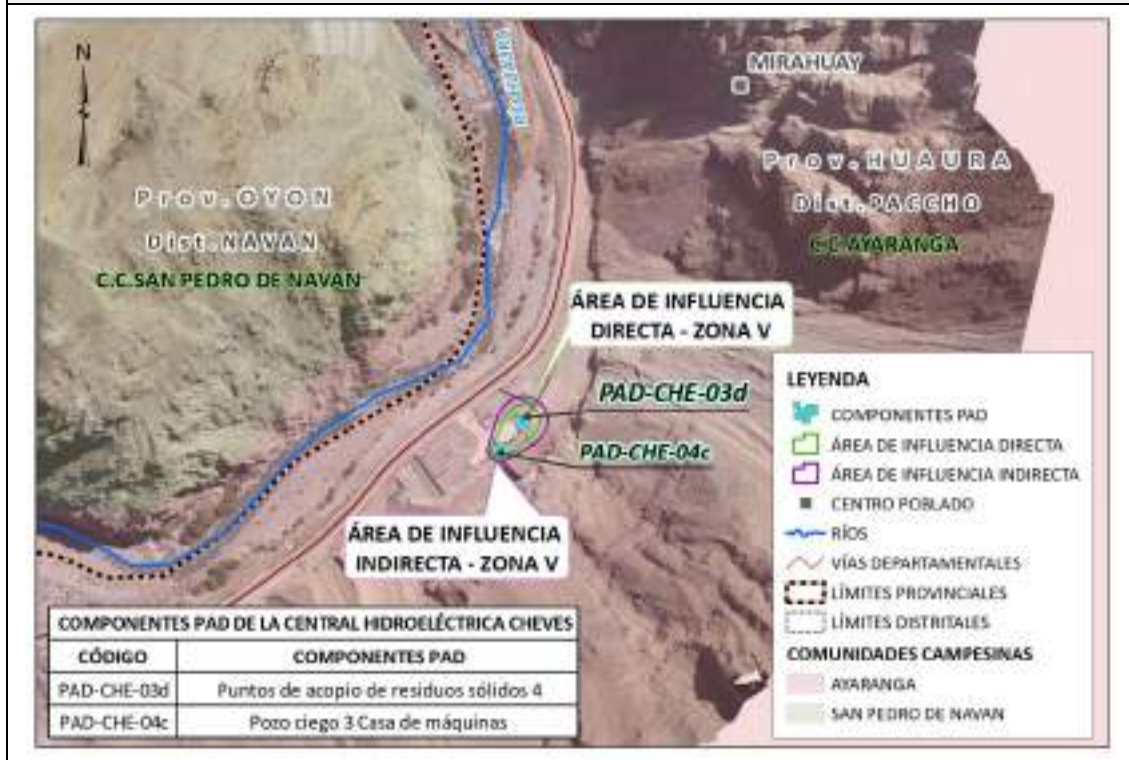 N
MIRAHUAY
Prov.HUAURA
Dist.PACCHO
C.C.AYARANGA
Prov.OYON
Dist.NAVAN
C.C.SAN PEDRO DE NAVAN
ÁREA DE INFLUENCIA
DIRECTA - ZONA V
PAD-CHE-03d
PAD-CHE-04c
ÁREA DE INFLUENCIA
INDIRECTA - ZONA V
LEYENDA
COMPONENTES PAD
ÁREA DE INFLUENCIA DIRECTA
ÁREA DE INFLUENCIA INDIRECTA
CENTRO POBLADO
RÍOS
VÍAS DEPARTAMENTALES
LÍMITES PROVINCIALES
LÍMITES DISTRITALES
COMUNIDADES CAMPESINAS
AYARANGA
SAN PEDRO DE NAVAN
COMPONENTES PAD DE LA CENTRAL HIDROELÉCTRICA CHEVES
CÓDIGO COMPONENTES PAD
PAD-CHE-03d Puntos de acopio de residuos sólidos 4
PAD-CHE-04c Pozo ciego 3 Casa de máquinas